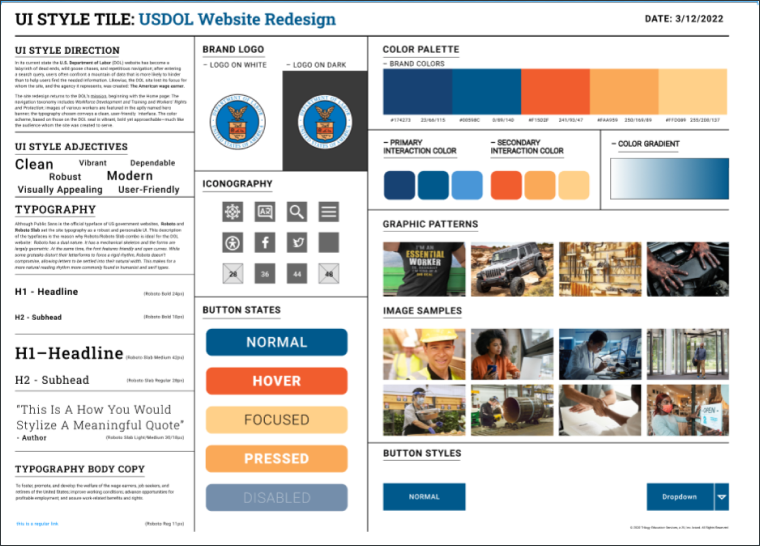 UI STYLE TILE: USDOL Website Redesign
DATE: 3/12/2022
UI STYLE DIRECTION
In its current state the U.S. Department of Labor (DOL) website has become a
labyrinth of dead ends, wild goose chases, and repetitious navigation; after entering
a search query, users often confront a mountain of data that is more likely to hinder
than to help users find the needed information. Likewise, the DOL site lost its focus for
whom the site, and the agency it represents, was created: The American wage earner.
The site redesign returns to the DOL's mission, beginning with the Home page: The
navigation taxonomy includes Workforce Development and Training and Workers' Rights
and Protection; images of various workers are featured in the aptly-named hero
banner; the typography chosen conveys a clean, user-friendly interface. The color
scheme, based on those on the DOL seal is vibrant, bold yet approachable—much like
the audience whom the site was created to serve.
UI STYLE ADJECTIVES
Clean
Vibrant
Dependable
Robust
Modern
Visually Appealing
User-Friendly
TYPOGRAPHY
Although Public Sans is the official typeface of US government websites, Roboto and
Roboto Slab set the site typography as a robust and personable UI. This description
of the typefaces is the reason why Roboto/Roboto Slab combo is ideal for the DOL
website: Roboto has a dual nature. It has a mechanical skeleton and the forms are
largely geometric. At the same time, the font features friendly and open curves. While
some grotesks distort their letterforms to force a rigid rhythm, Roboto doesn't
compromise, allowing letters to be settled into their natural width. This makes for a
more natural reading rhythm more commonly found in humanist and serif types.
H1 - Headline
(Roboto Bold 24px)
H2 - Subhead
(Roboto Bold 18px)
H1–Headline
(Roboto Slab Medium 42px)
H2 - Subhead
(Roboto Slab Regular 28px)
"This Is A How You Would
Stylize A Meaningful Quote"
- Author
(Roboto Slab Light/Medium 30/16px)
TYPOGRAPHY BODY COPY
To foster, promote, and develop the welfare of the wage earners, job seekers, and
retirees of the United States; improve working conditions; advance opportunities for
profitable employment; and assure work-related benefits and rights.
this is a regular link
(Roboto Reg 11px)
BRAND LOGO
– LOGO ON WHITE
– LOGO ON DARK
ICONOGRAPHY
28
36
44
48
BUTTON STATES
NORMAL
HOVER
FOCUSED
PRESSED
DISABLED
COLOR PALETTE
– BRAND COLORS
#174273
23/66/115
#00598C
0/89/140
#F15D2F
241/93/47
#FAA959
250/169/89
#FFD089
255/208/137
– PRIMARY
INTERACTION COLOR
– SECONDARY
INTERACTION COLOR
– COLOR GRADIENT
GRAPHIC PATTERNS
I'M AN
ESSENTIAL
WORKER
IMAGE SAMPLES
OPEN
BUTTON STYLES
NORMAL
Dropdown